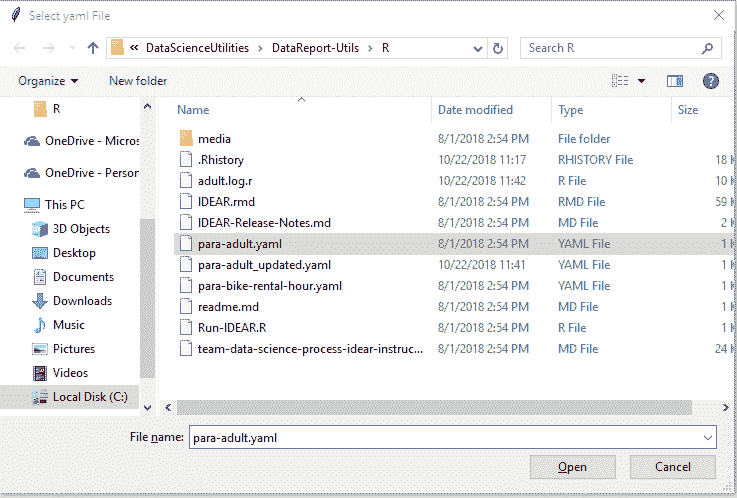 Select yaml File
« DataScienceUtilities › DataReport-Utils › R Search R
Organize New folder
Name Date modified Type Size
R
OneDrive - Micros
OneDrive - Person
This PC
3D Objects
Desktop
Documents
Downloads
Music
Pictures
Videos
Local Disk (C:)
media 8/1/2018 2:54 PM File folder
.Rhistory 10/22/2018 11:17 RHISTORY File 18 K
adult.log.r 10/22/2018 11:42 R File 10 K
IDEAR.rmd 8/1/2018 2:54 PM RMD File 59 K
IDEAR-Release-Notes.md 8/1/2018 2:54 PM MD File 2 K
para-adult.yaml 8/1/2018 2:54 PM YAML File 1 K
para-adult_updated.yaml 10/22/2018 11:41 YAML File 1 K
para-bike-rental-hour.yaml 8/1/2018 2:54 PM YAML File 1 K
readme.md 8/1/2018 2:54 PM MD File 1 K
Run-IDEAR.R 8/1/2018 2:54 PM R File 1 K
team-data-science-process-idear-instruc... 8/1/2018 2:54 PM MD File 24 K
File name: para-adult.yaml
Open Cancel